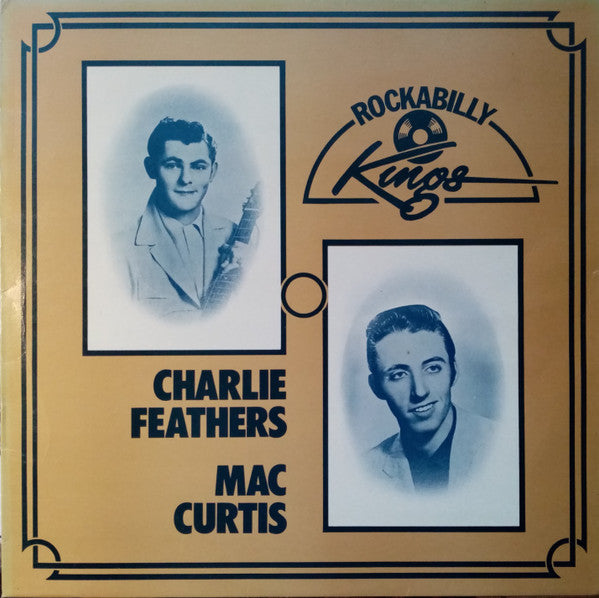 ROCKABILLY
Kings
CHARLIE
FEATHERS
MAC
CURTIS